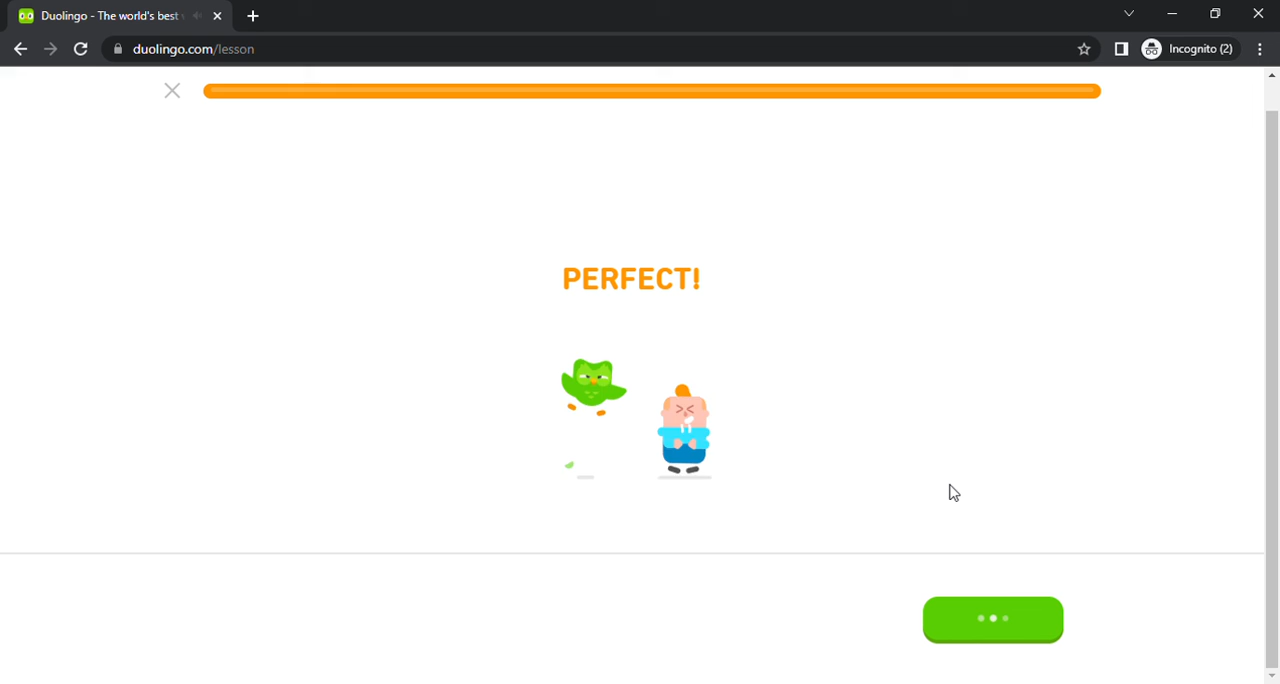 Duolingo - The world's best
duolingo.com/lesson
Incognito (2)
PERFECT!